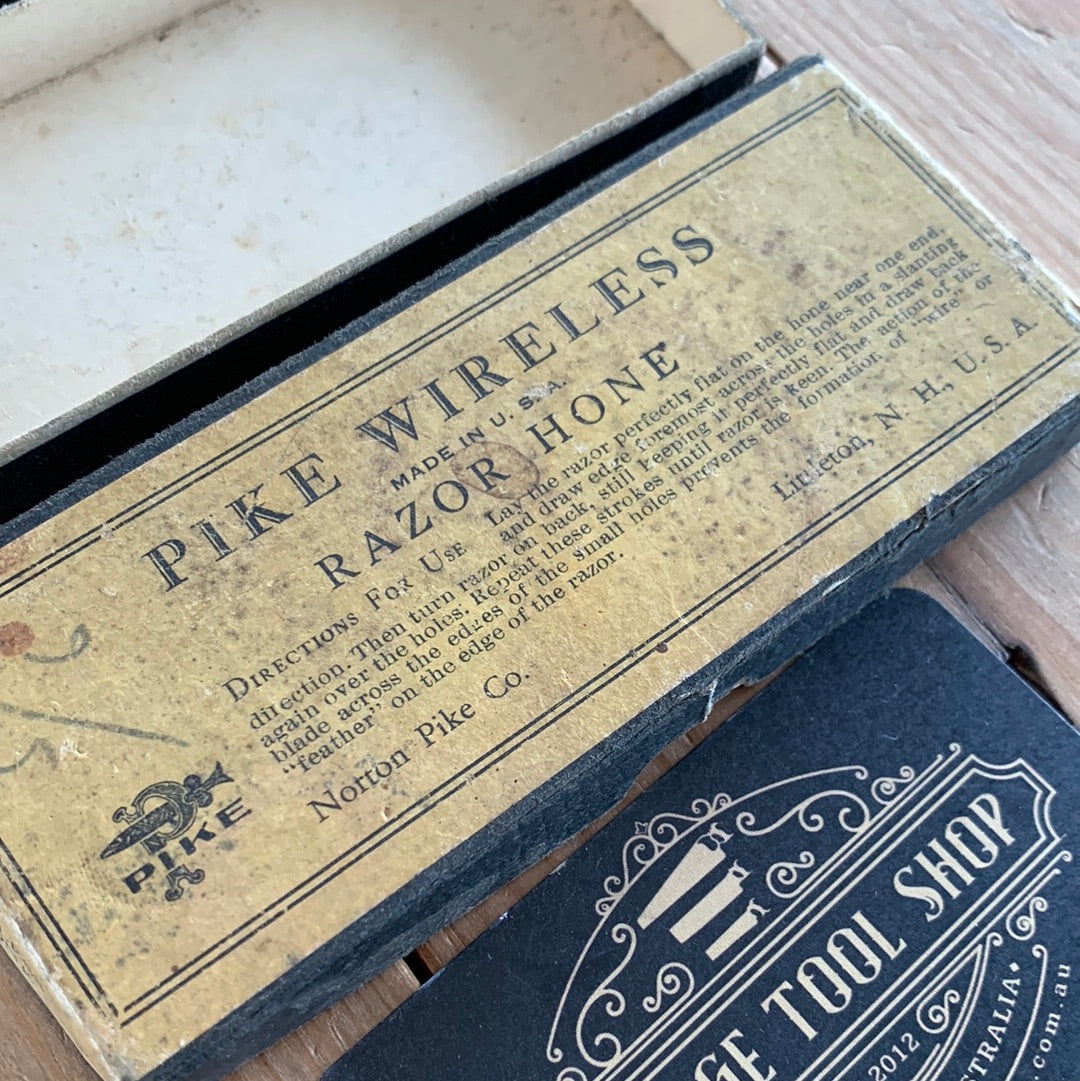 PIKE WIRELESS
MADE IN U. S. A.
RAZOR HONE
DIRECTIONS FOR USE Lay the razor perfectly flat on the hone near one end,
and draw edge foremost across the holes in a slanting
direction. Then turn razor on back, still keeping it perfectly flat and draw back
again over the holes. Repeat these strokes until razor is keen. The action of the
blade across the edges of the small holes prevents the formation of "wire" or
"feather" on the edge of the razor.
Norton Pike Co.
Littleton, N. H., U. S. A.
PIKE
GE TOOL SHOP
2012
TRALIA
.com.au